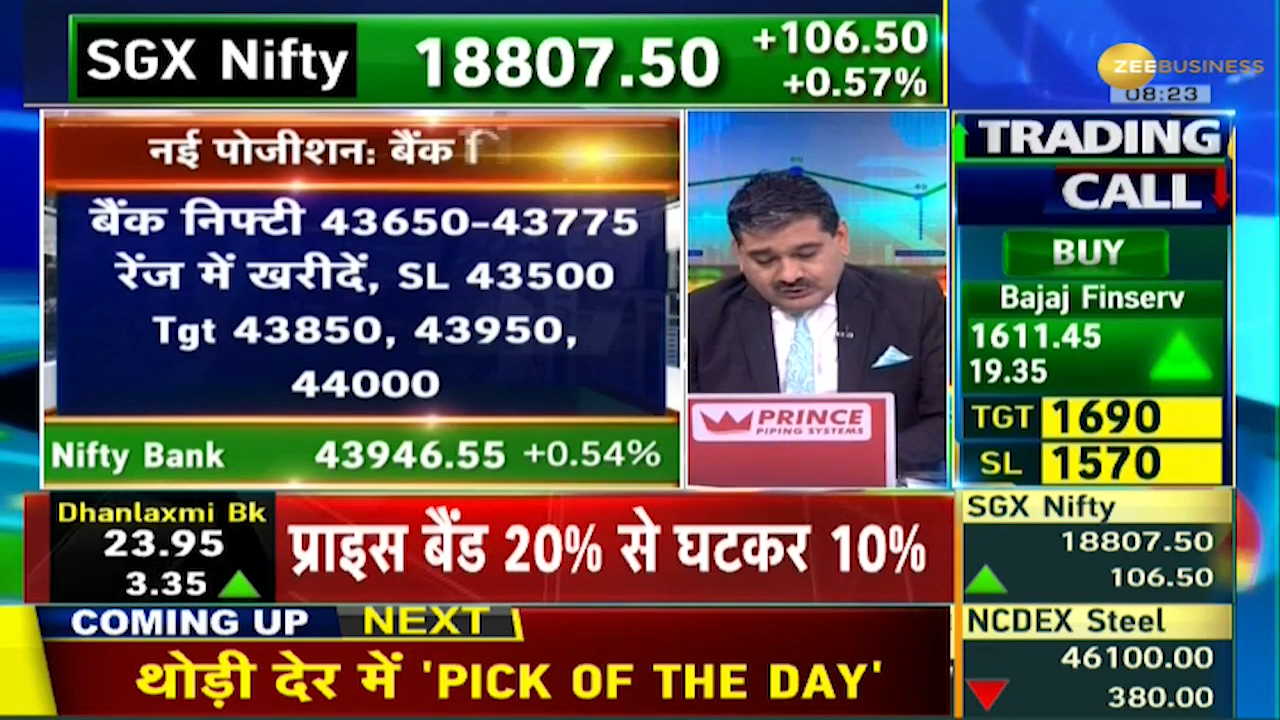 SGX Nifty
18807.50
+106.50
+0.57%
ZEEBUSINESS
08:23
नई पोजीशन: बैंक
बैंक निफ्टी 43650-43775
रेंज में खरीदें, SL 43500
Tgt 43850, 43950,
44000
Nifty Bank 43946.55 +0.54%
PRINCE
PIPING SYSTEMS
TRADING
CALL
BUY
Bajaj Finserv
1611.45
19.35
TGT 1690
SL 1570
Dhanlaxmi Bk
23.95
3.35
प्राइस बैंड 20% से घटकर 10%
SGX Nifty
18807.50
106.50
NCDEX Steel
46100.00
380.00
COMING UP NEXT
थोड़ी देर में 'PICK OF THE DAY'